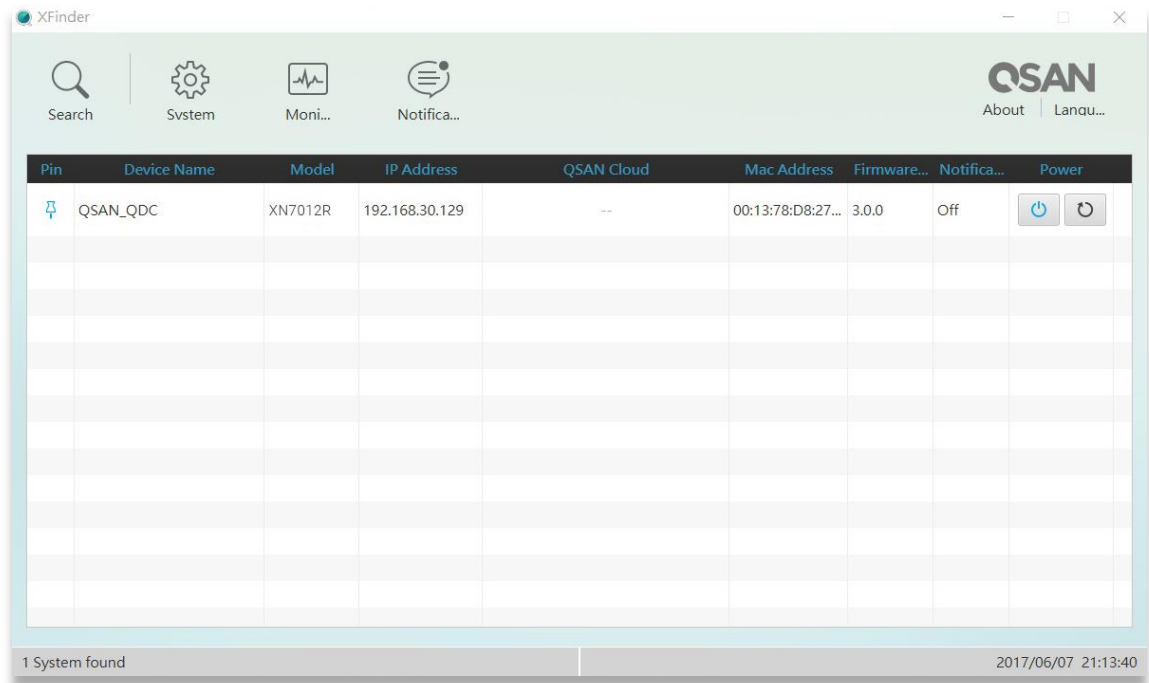 XFinder
QSAN
Search System Moni... Notifica... About Langu...
Pin Device Name Model IP Address QSAN Cloud Mac Address Firmware... Notifica... Power
QSAN_QDC XN7012R 192.168.30.129 -- 00:13:78:D8:27... 3.0.0 Off
1 System found 2017/06/07 21:13:40